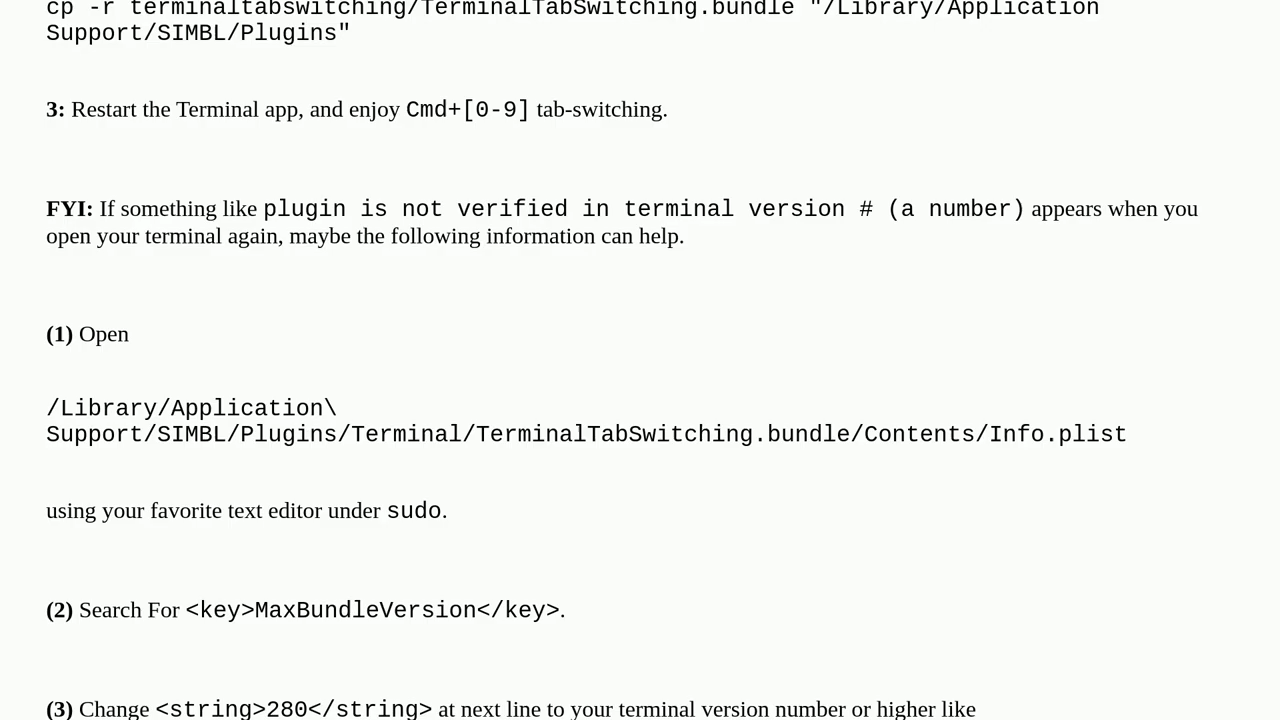 cp -r terminaltabswitching/TerminalTabSwitching.bundle "/Library/Application
Support/SIMBL/Plugins"
3: Restart the Terminal app, and enjoy Cmd+[0-9] tab-switching.
FYI: If something like plugin is not verified in terminal version # (a number) appears when you
open your terminal again, maybe the following information can help.
(1) Open
/Library/Application\
Support/SIMBL/Plugins/Terminal/TerminalTabSwitching.bundle/Contents/Info.plist
using your favorite text editor under sudo.
(2) Search For <key>MaxBundleVersion</key>.
(3) Change <string>280</string> at next line to your terminal version number or higher like